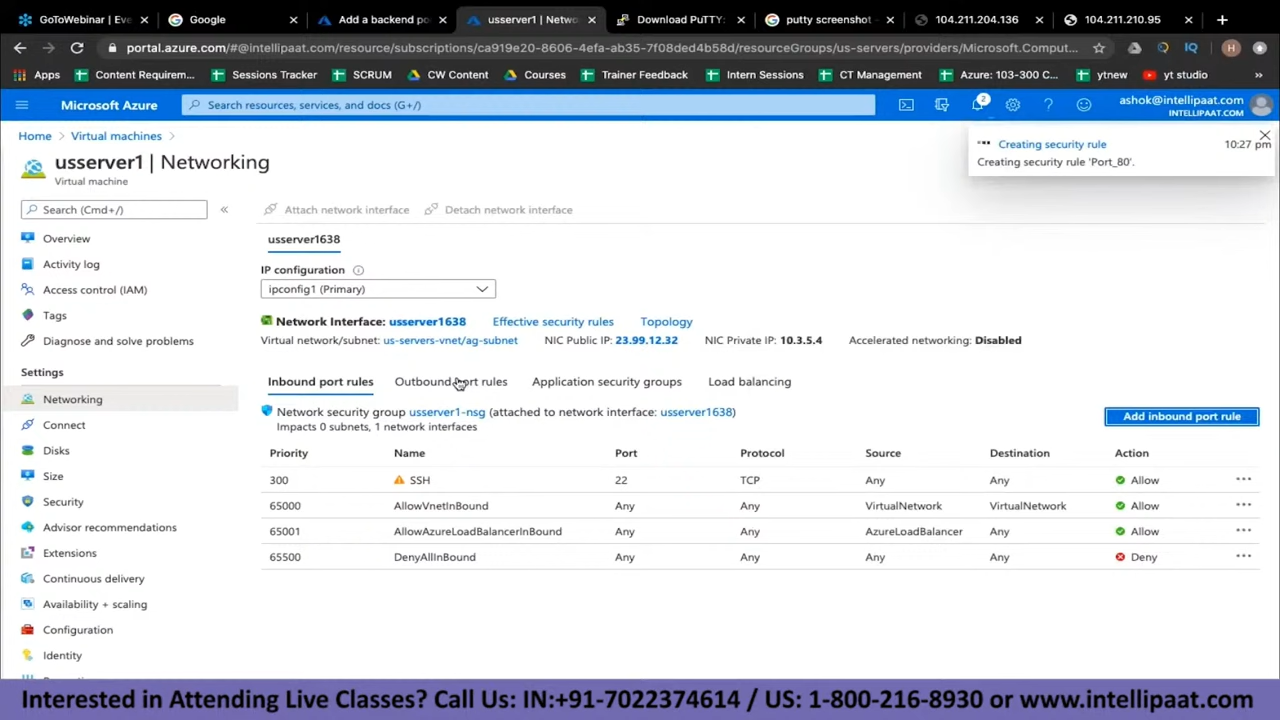 GoToWebinar | Eve
Google
Add a backend po
usserver1 | Netwo
Download PuTTY:
putty screenshot
104.211.204.136
104.211.210.95
portal.azure.com/#@intellipaat.com/resource/subscriptions/ca919e20-8606-4efa-ab35-7f08ded4b58d/resourceGroups/us-servers/providers/Microsoft.Comput...
Apps
Content Requirem...
Sessions Tracker
SCRUM
CW Content
Courses
Trainer Feedback
Intern Sessions
CT Management
Azure: 103-300 C...
ytnew
yt studio
»
Microsoft Azure
Search resources, services, and docs (G+/)
2
ashok@intellipaat.com
INTELLIPAAT.COM
Home > Virtual machines >
usserver1 | Networking
Virtual machine
Creating security rule
10:27 pm
Creating security rule 'Port_80'.
Search (Cmd+/)
«
Overview
Activity log
Access control (IAM)
Tags
Diagnose and solve problems
Settings
Networking
Connect
Disks
Size
Security
Advisor recommendations
Extensions
Continuous delivery
Availability + scaling
Configuration
Identity
Attach network interface
Detach network interface
usserver1638
IP configuration
ipconfig1 (Primary)
Network Interface: usserver1638
Effective security rules
Topology
Virtual network/subnet: us-servers-vnet/ag-subnet
NIC Public IP: 23.99.12.32
NIC Private IP: 10.3.5.4
Accelerated networking: Disabled
Inbound port rules
Outbound port rules
Application security groups
Load balancing
Network security group usserver1-nsg (attached to network interface: usserver1638)
Impacts 0 subnets, 1 network interfaces
Add inbound port rule
Priority Name Port Protocol Source Destination Action
300 SSH 22 TCP Any Any Allow ...
65000 AllowVnetInBound Any Any VirtualNetwork VirtualNetwork Allow ...
65001 AllowAzureLoadBalancerInBound Any Any AzureLoadBalancer Any Allow ...
65500 DenyAllInBound Any Any Any Any Deny ...
Interested in Attending Live Classes? Call Us: IN:+91-7022374614 / US: 1-800-216-8930 or www.intellipaat.com